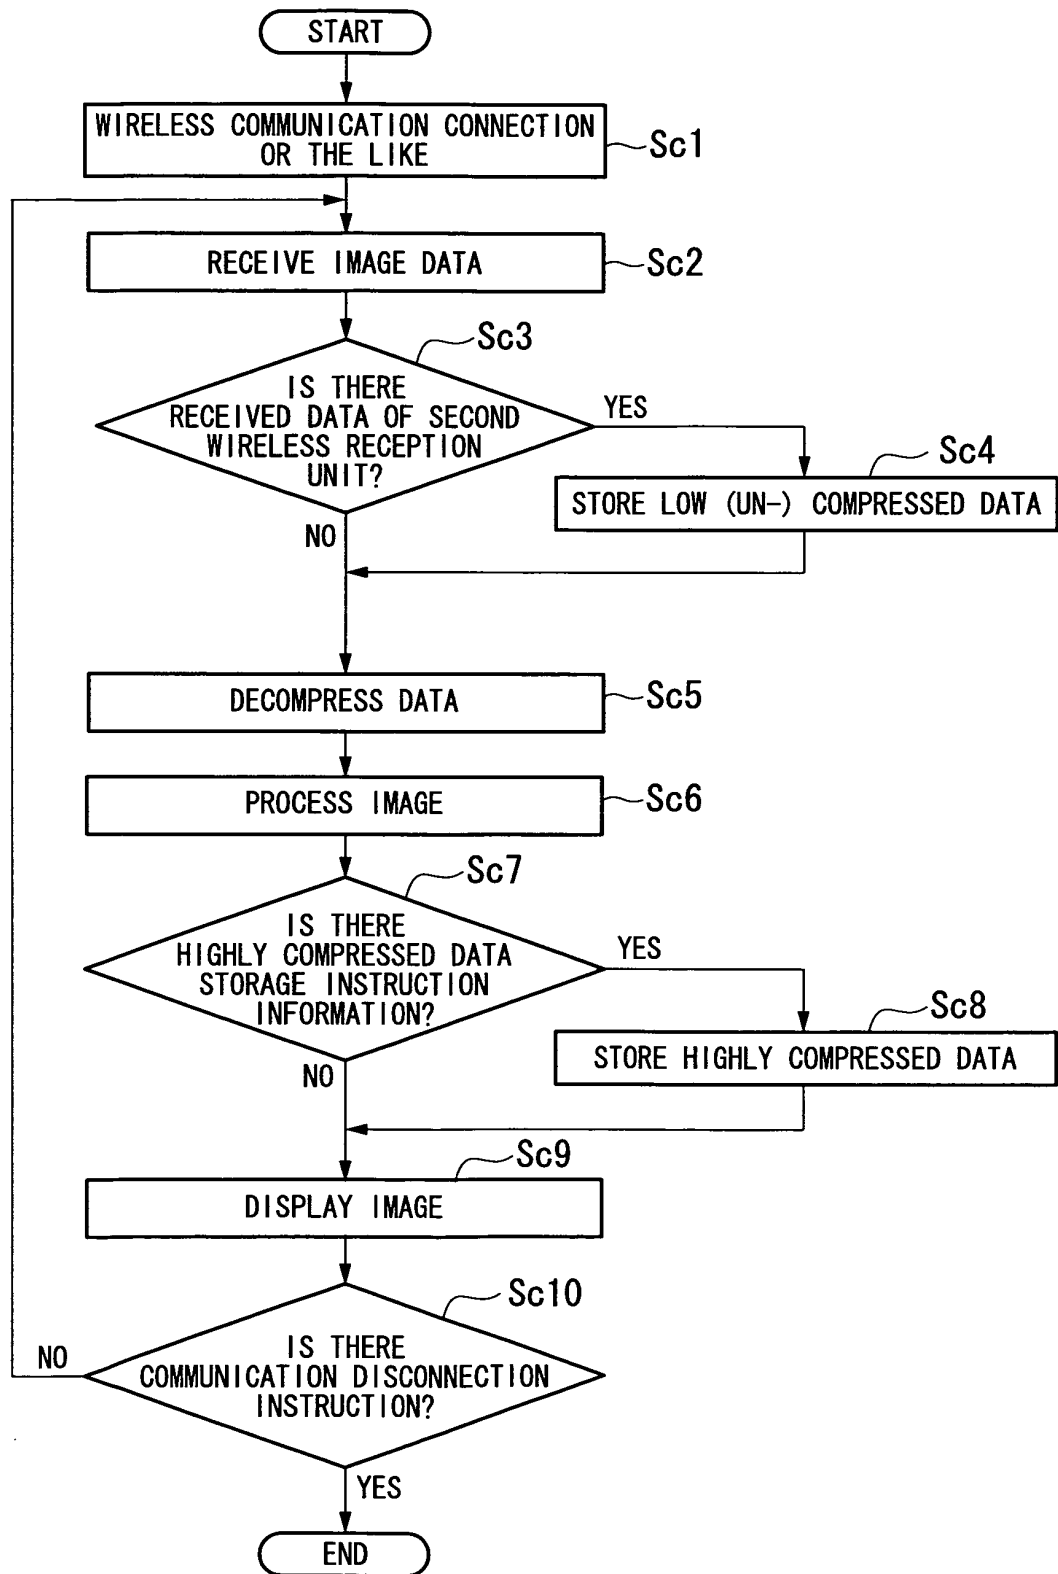 START
WIRELESS COMMUNICATION CONNECTION
OR THE LIKE
Sc1
RECEIVE IMAGE DATA
Sc2
Sc3
IS THERE
RECEIVED DATA OF SECOND
WIRELESS RECEPTION
UNIT?
YES
NO
Sc4
STORE LOW (UN-) COMPRESSED DATA
DECOMPRESS DATA
Sc5
PROCESS IMAGE
Sc6
Sc7
IS THERE
HIGHLY COMPRESSED DATA
STORAGE INSTRUCTION
INFORMATION?
YES
NO
Sc8
STORE HIGHLY COMPRESSED DATA
Sc9
DISPLAY IMAGE
Sc10
IS THERE
COMMUNICATION DISCONNECTION
INSTRUCTION?
NO
YES
END